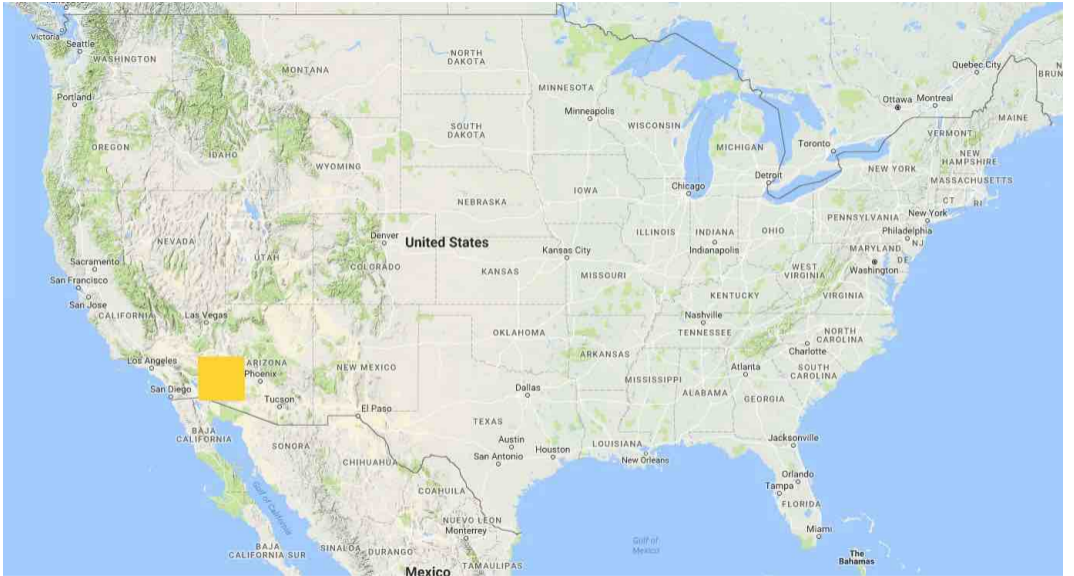 Victoria
Seattle
WASHINGTON
Portland
OREGON
IDAHO
MONTANA
WYOMING
NORTH
DAKOTA
SOUTH
DAKOTA
NEBRASKA
MINNESOTA
Minneapolis
WISCONSIN
IOWA
Chicago
MICHIGAN
Detroit
Toronto
Ottawa
Montreal
Quebec City
MAINE
VERMONT
NEW
HAMPSHIRE
NEW YORK
MASSACHUSETTS
CT
RI
New York
PENNSYLVANIA
Philadelphia
NJ
MARYLAND
DE
Washington
OHIO
INDIANA
Indianapolis
ILLINOIS
WEST
VIRGINIA
VIRGINIA
KENTUCKY
NEVADA
UTAH
Denver
COLORADO
United States
KANSAS
Kansas City
MISSOURI
Sacramento
San Francisco
San Jose
CALIFORNIA
Las Vegas
Los Angeles
San Diego
ARIZONA
Phoenix
Tucson
NEW MEXICO
El Paso
OKLAHOMA
ARKANSAS
Nashville
TENNESSEE
NORTH
CAROLINA
Charlotte
SOUTH
CAROLINA
Atlanta
GEORGIA
ALABAMA
MISSISSIPPI
Dallas
TEXAS
Austin
San Antonio
Houston
LOUISIANA
New Orleans
Jacksonville
Orlando
Tampa
FLORIDA
Miami
The
Bahamas
Gulf of
Mexico
BAJA
CALIFORNIA
SONORA
CHIHUAHUA
COAHUILA
Gulf of California
NUEVO LEON
Monterrey
BAJA
CALIFORNIA SUR
SINALOA
DURANGO
TAMAULIPAS
Mexico